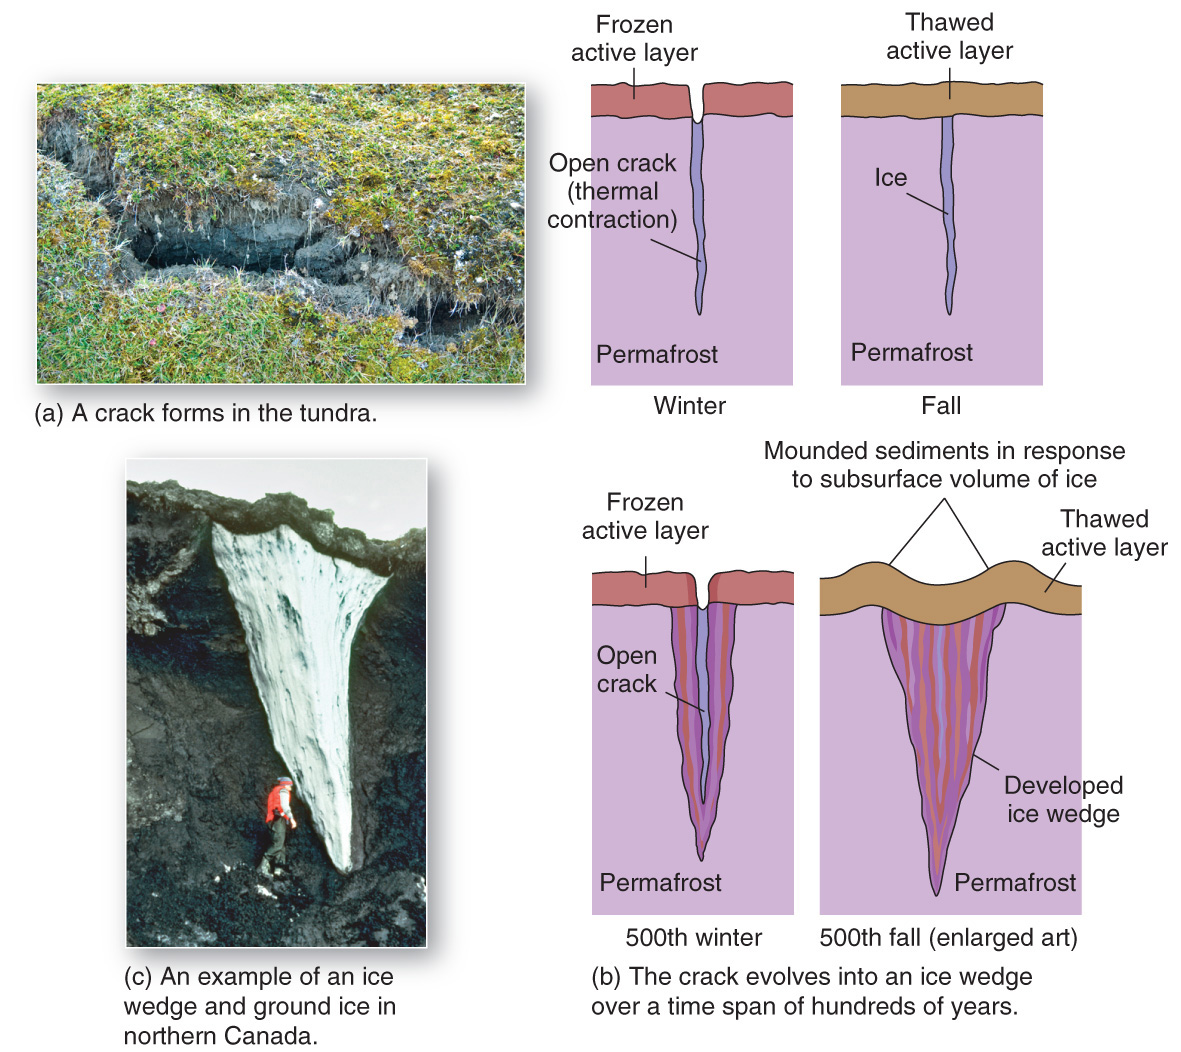 Frozen
active layer
Thawed
active layer
Open crack
(thermal
contraction)
Ice
Permafrost
Permafrost
Winter
Fall
(a) A crack forms in the tundra.
Mounded sediments in response
to subsurface volume of ice
Frozen
active layer
Thawed
active layer
Open
crack
Developed
ice wedge
Permafrost
Permafrost
500th winter
500th fall (enlarged art)
(c) An example of an ice
wedge and ground ice in
northern Canada.
(b) The crack evolves into an ice wedge
over a time span of hundreds of years.